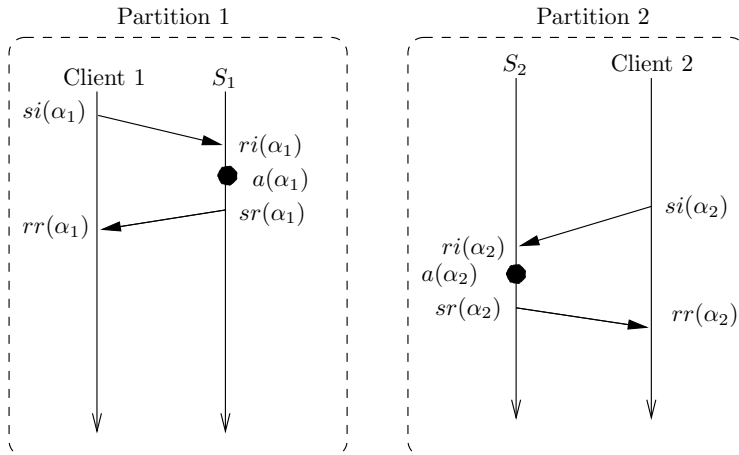 Partition 1
Partition 2
Client 1
S₁
S₂
Client 2
si(α₁)
ri(α₁)
a(α₁)
sr(α₁)
rr(α₁)
si(α₂)
ri(α₂)
a(α₂)
sr(α₂)
rr(α₂)